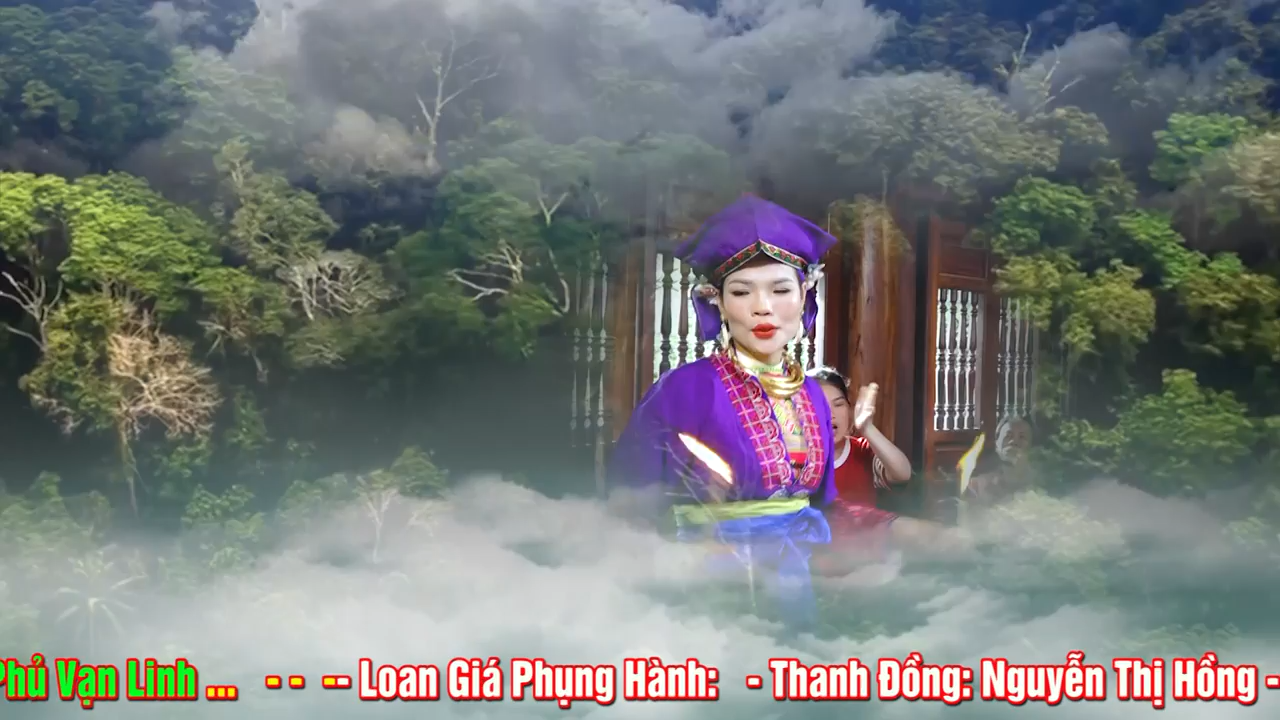 Phủ Vạn Linh ... - - -- Loan Giá Phụng Hành: - Thanh Đồng: Nguyễn Thị Hồng -